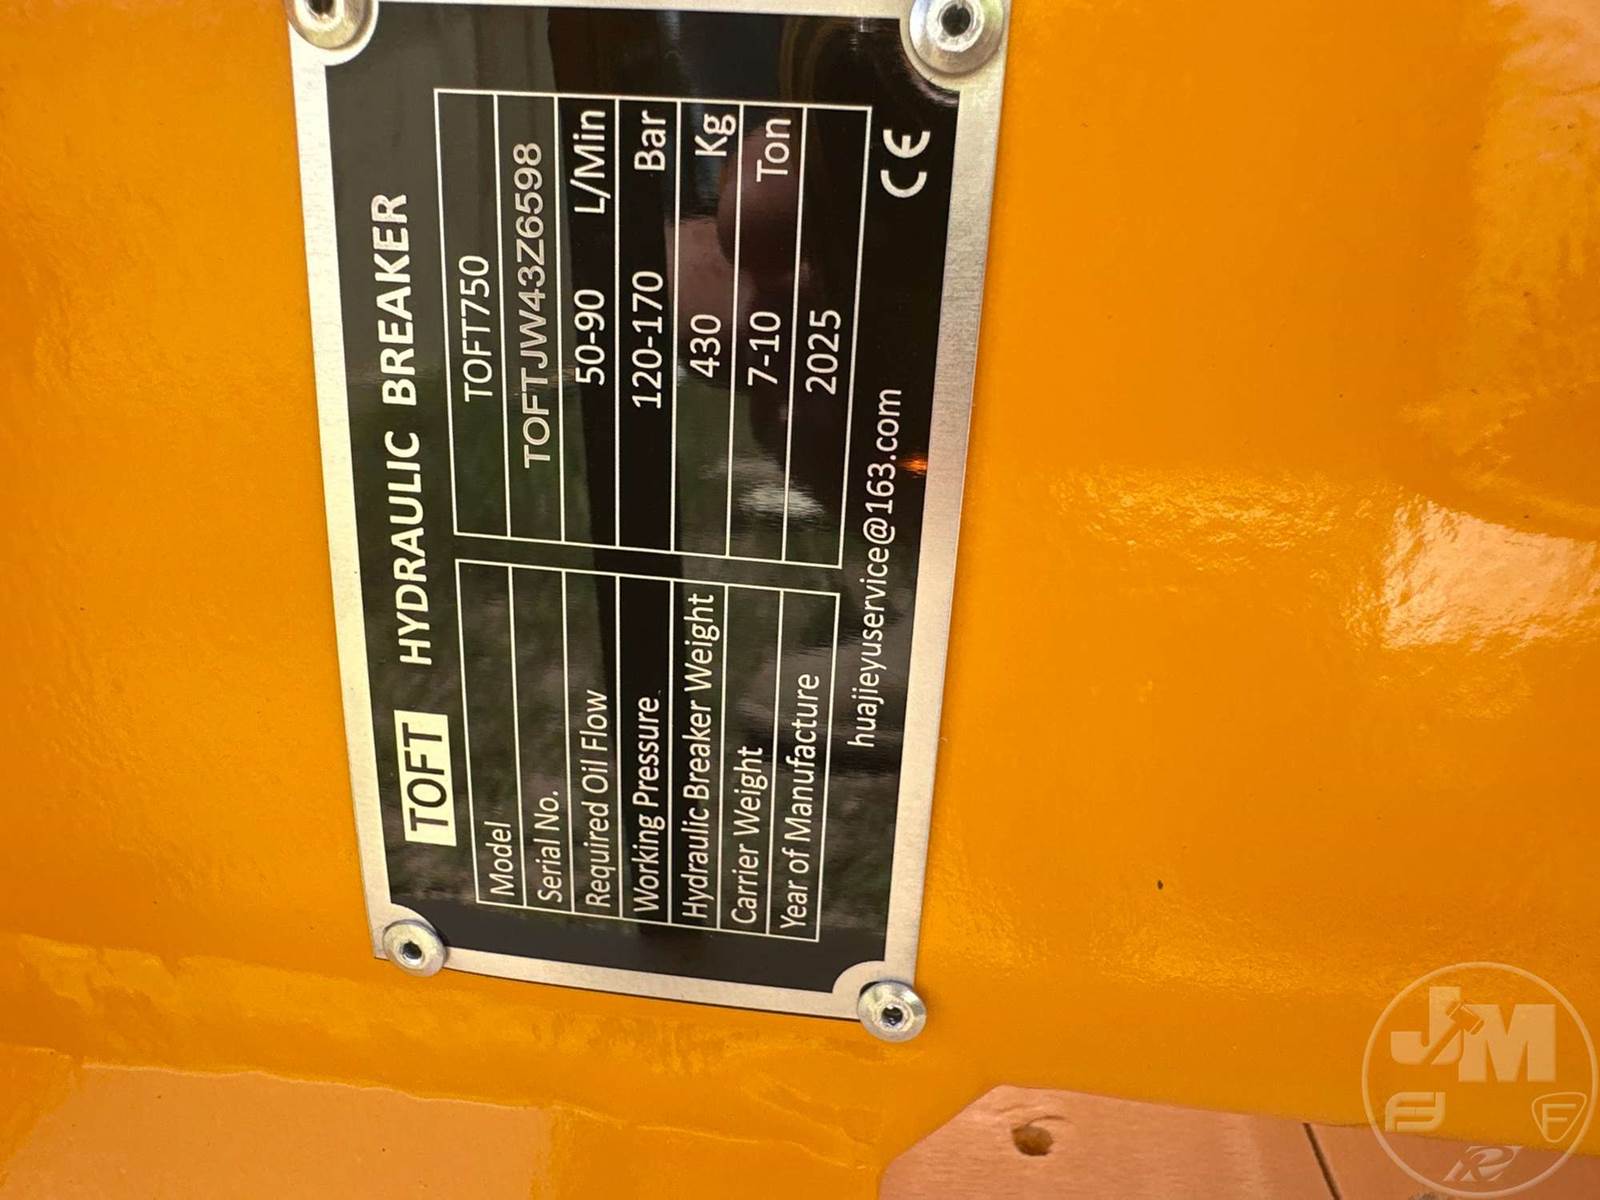 TOFT HYDRAULIC BREAKER
Model TOFT750
Serial No. TOFTJW43Z6598
Required Oil Flow 50-90 L/Min
Working Pressure 120-170 Bar
Hydraulic Breaker Weight 430 Kg
Carrier Weight 7-10 Ton
Year of Manufacture 2025
huajieyuservice@163.com CE
JM
F